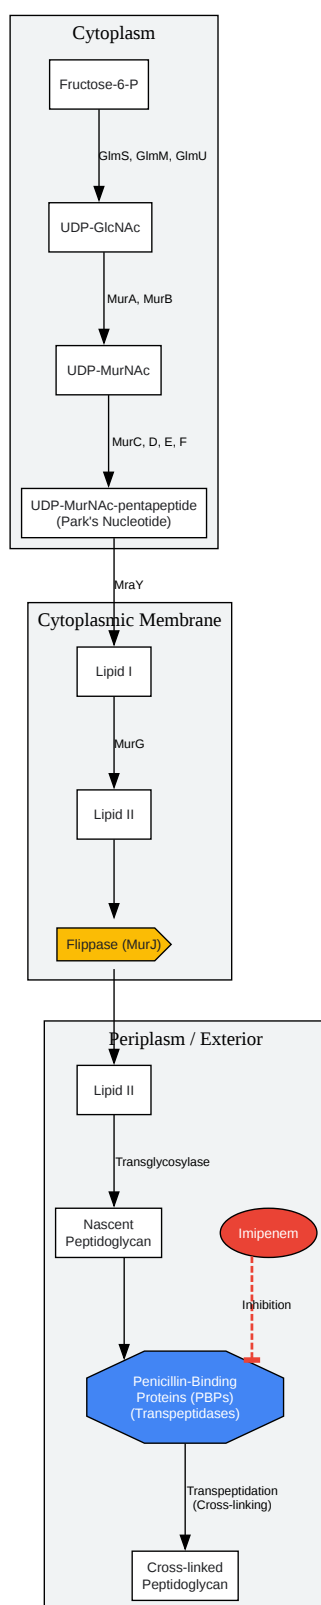 Cytoplasm
Fructose-6-P
GlmS, GlmM, GlmU
UDP-GlcNAc
MurA, MurB
UDP-MurNAc
MurC, D, E, F
UDP-MurNAc-pentapeptide
(Park's Nucleotide)
MraY
Cytoplasmic Membrane
Lipid I
MurG
Lipid II
Flippase (MurJ)
Periplasm / Exterior
Lipid II
Transglycosylase
Nascent
Peptidoglycan
Imipenem
Inhibition
Penicillin-Binding
Proteins (PBPs)
(Transpeptidases)
Transpeptidation
(Cross-linking)
Cross-linked
Peptidoglycan